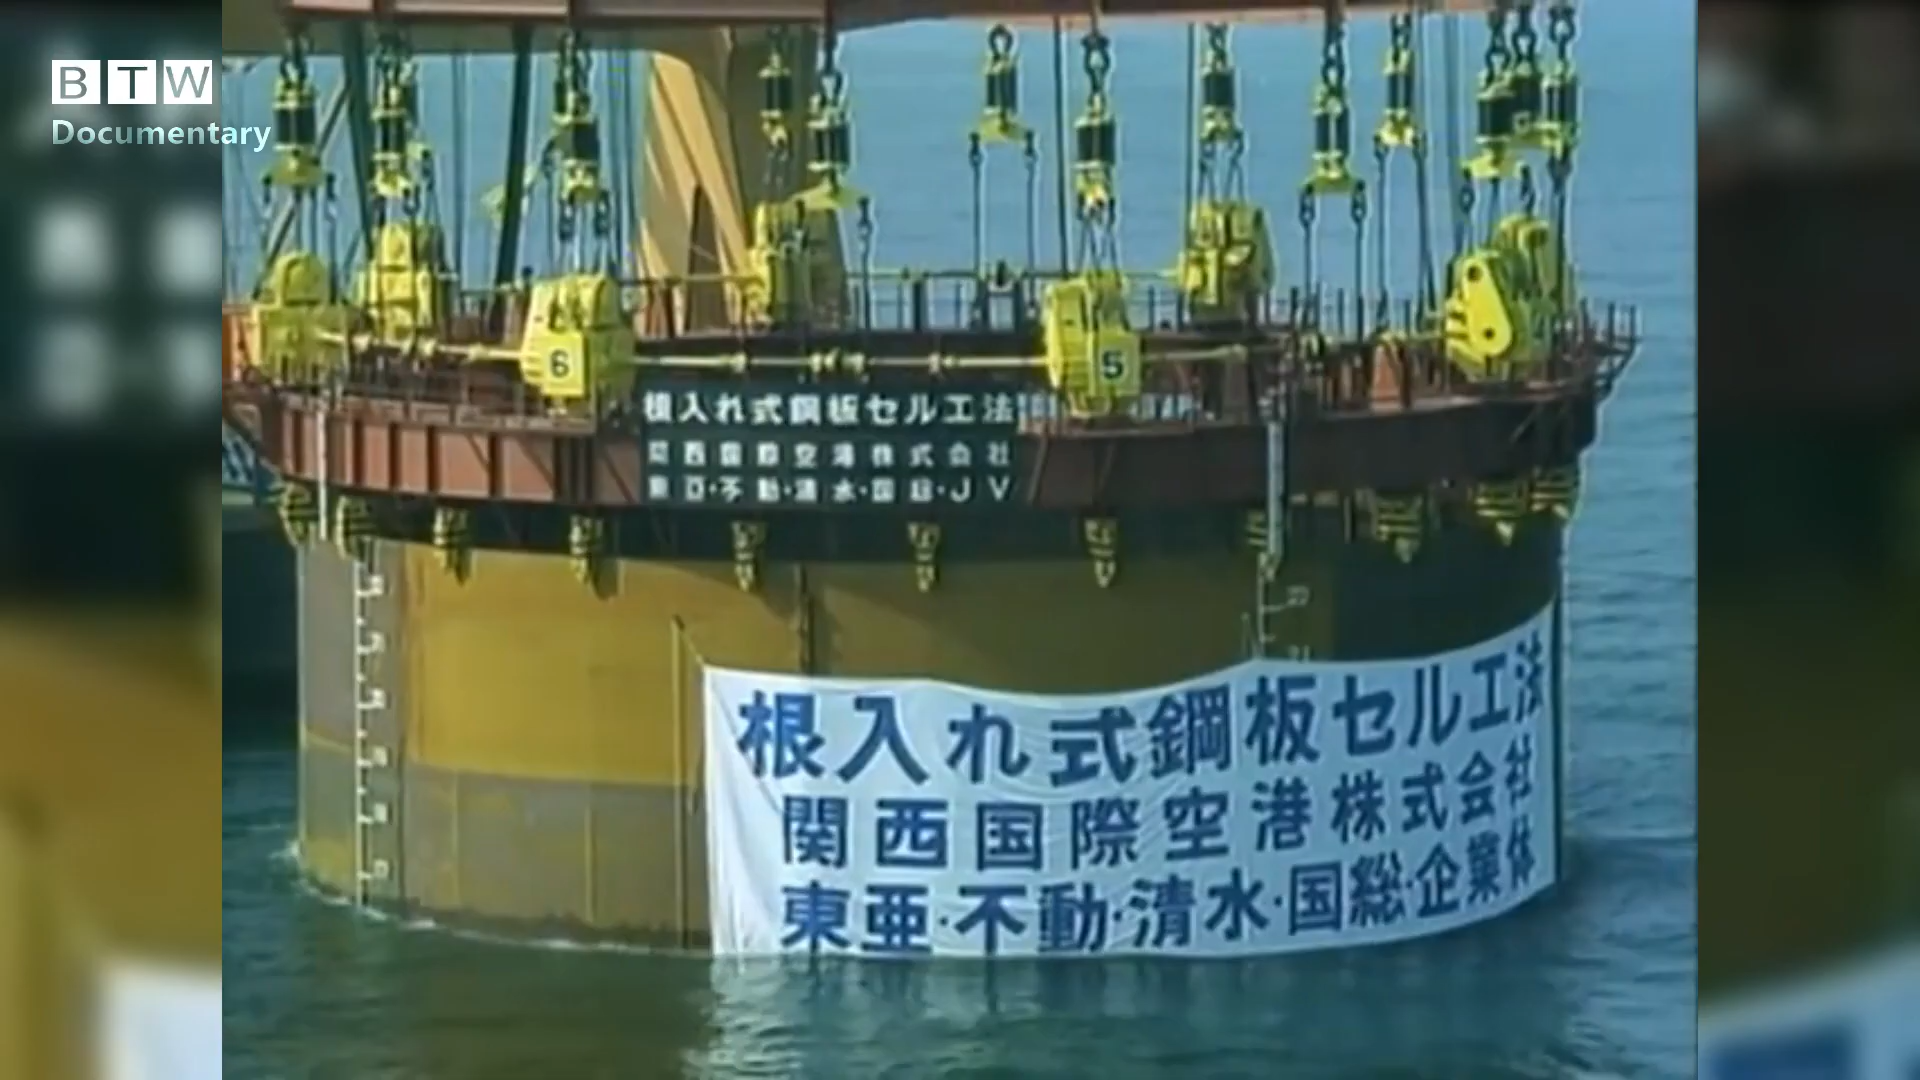 BTW
Documentary
6
5
根入れ式鋼板セル工法
関西国際空港株式会社
東亜・不動・清水・国総・JV
根入れ式鋼板セル工法
関西国際空港株式会社
東亜・不動・清水・国総・企業体